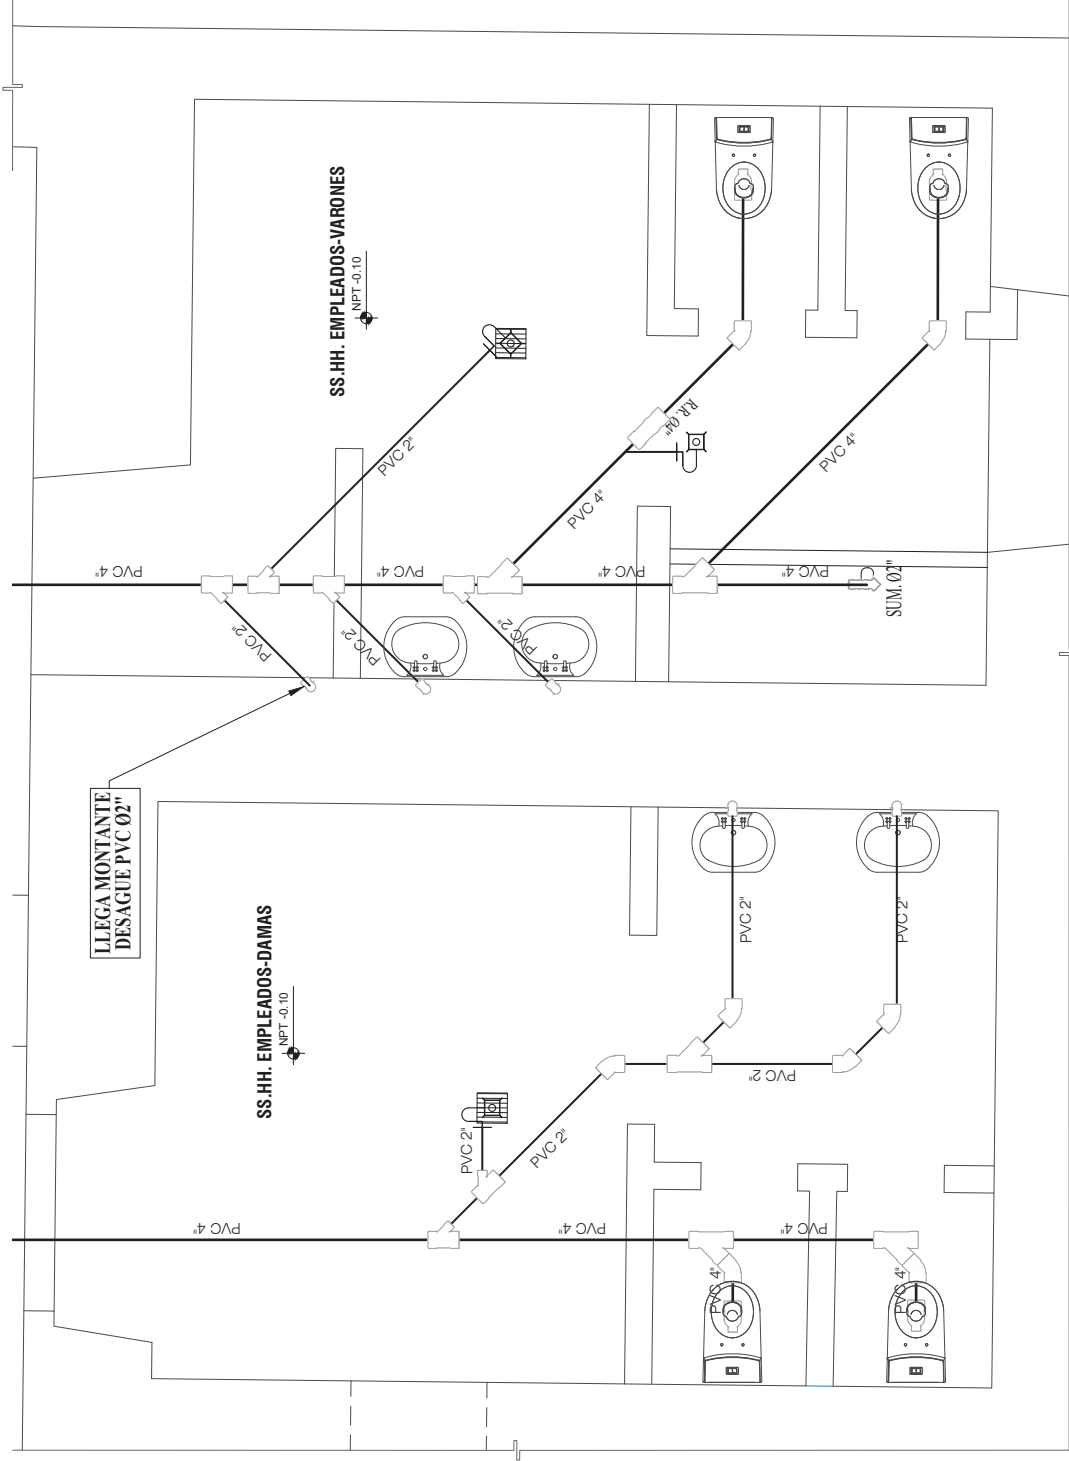 SS.HH. EMPLEADOS-VARONES
NPT -0.10
PVC 2"
R.R. Ø4"
PVC 4"
PVC 4"
PVC 4"
PVC 4"
PVC 4"
PVC 4"
SUM. Ø2"
PVC 2"
PVC 2"
PVC 2"
LLEGA MONTANTE
DESAGUE PVC Ø2"
SS.HH. EMPLEADOS-DAMAS
NPT -0.10
PVC 2"
PVC 2"
PVC 2"
PVC 2"
PVC 2"
PVC 4"
PVC 4"
PVC 4"
PVC 4"
PVC 4"